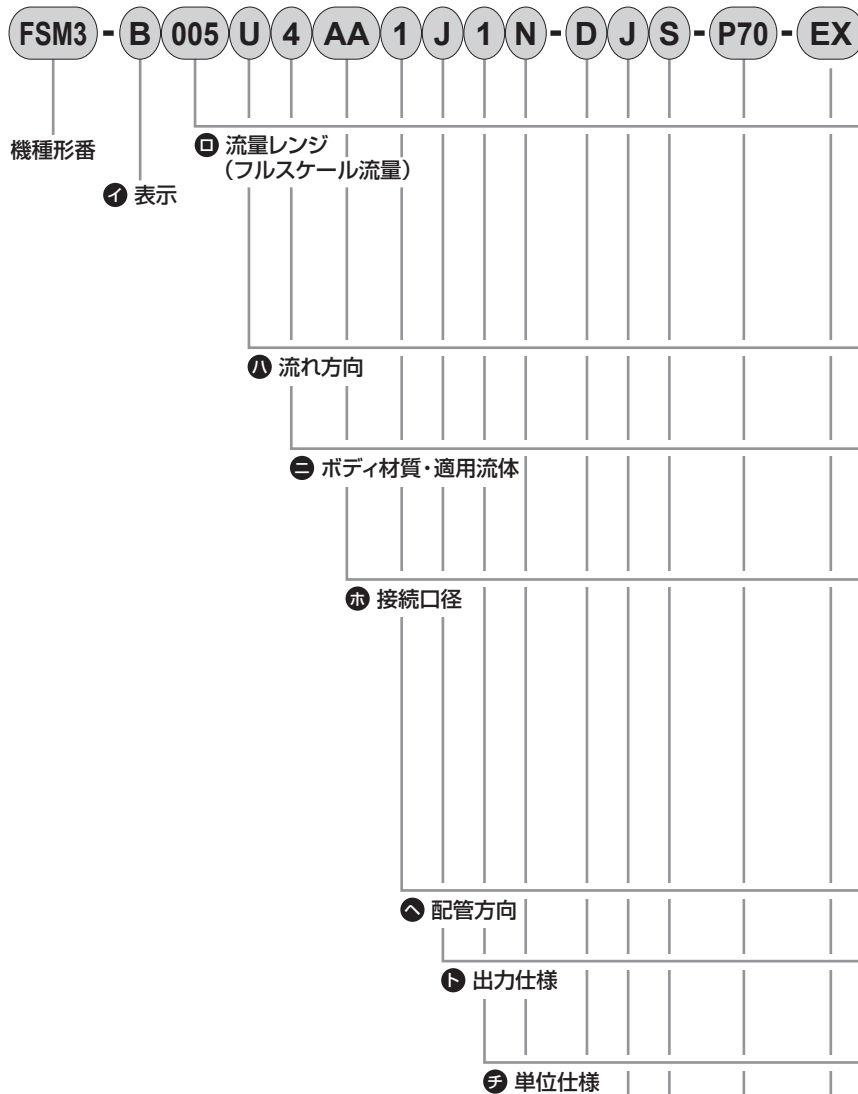 FSM3 - B 005 U 4 AA 1 J 1 N - D J S - P70 - EX
機種形番
イ 表示
ロ 流量レンジ
(フルスケール流量)
ハ 流れ方向
ニ ボディ材質・適用流体
ホ 接続口径
ヘ 配管方向
ト 出力仕様
チ 単位仕様